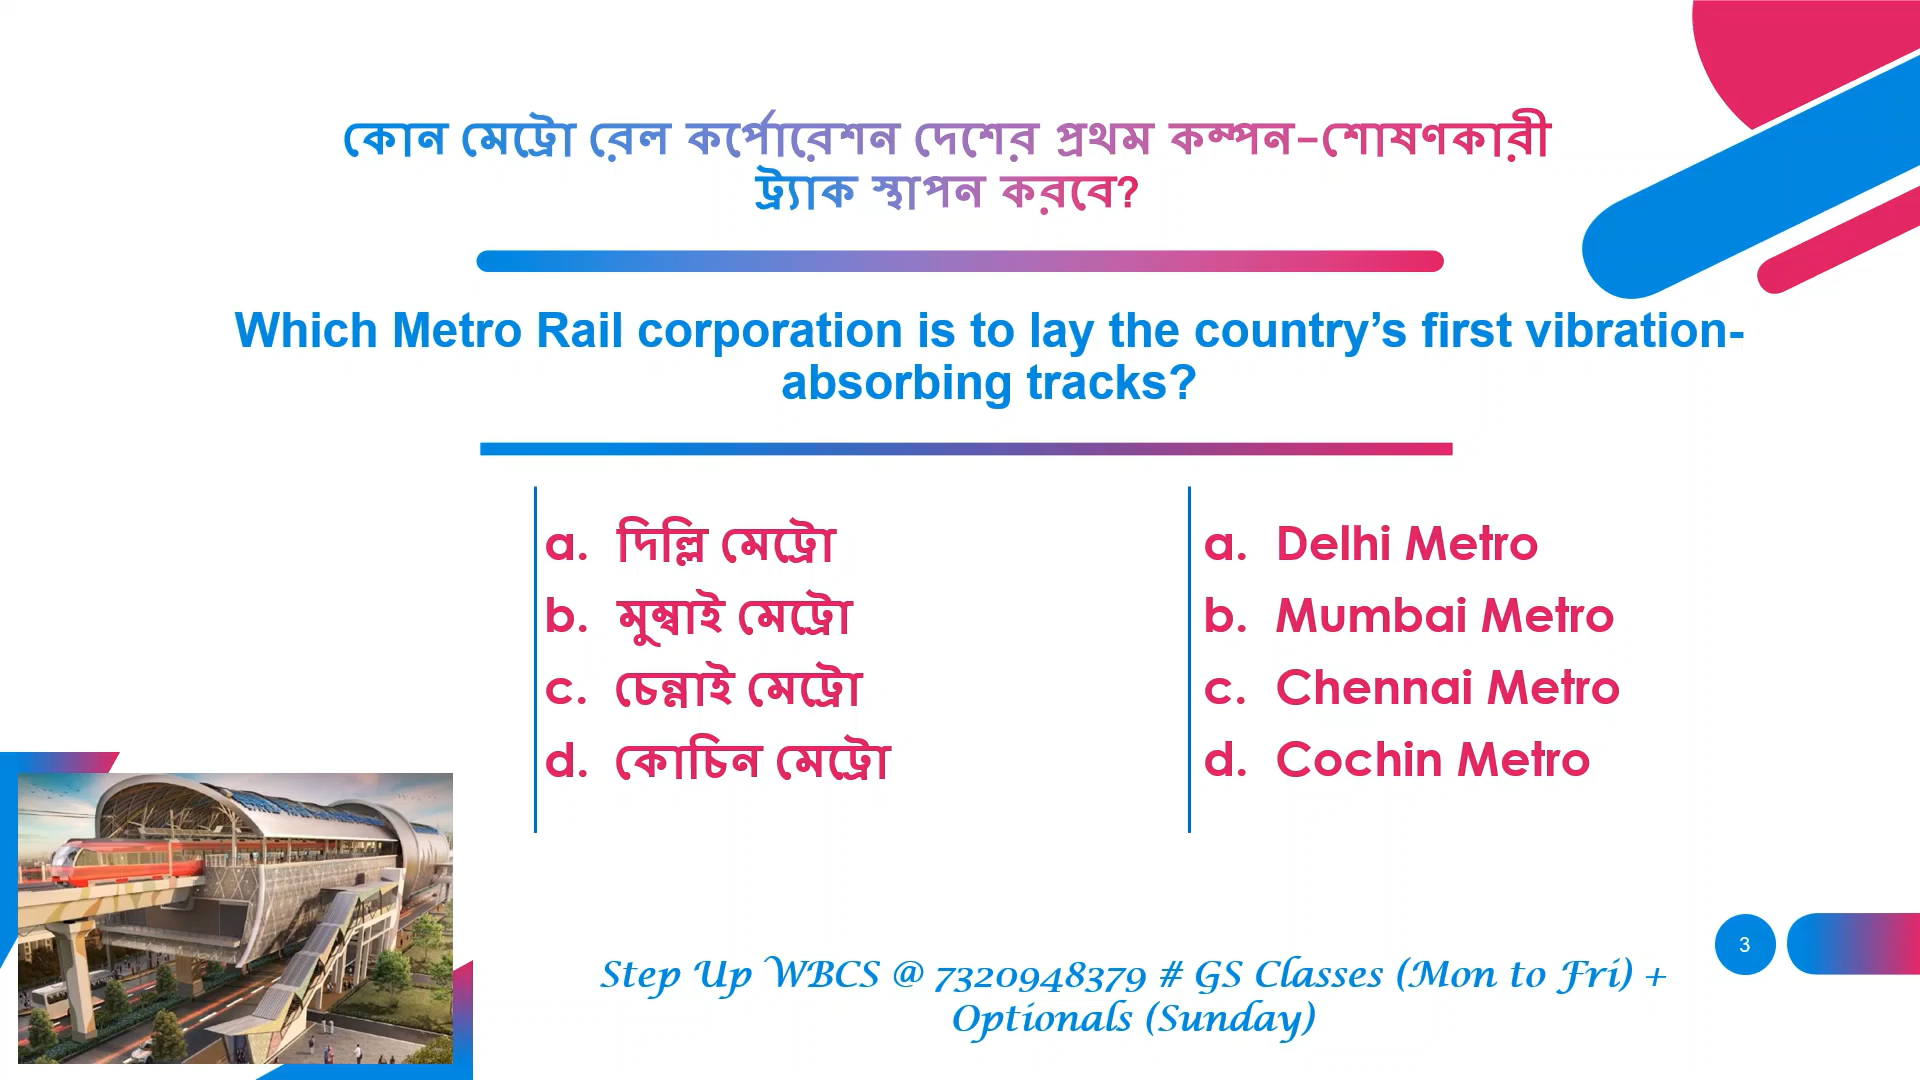 কোন মেট্রো রেল কর্পোরেশন দেশের প্রথম কম্পন-শোষণকারী
ট্র্যাক স্থাপন করবে?
Which Metro Rail corporation is to lay the country’s first vibration-
absorbing tracks?
a. দিল্লি মেট্রো
b. মুম্বাই মেট্রো
c. চেন্নাই মেট্রো
d. কোচিন মেট্রো
a. Delhi Metro
b. Mumbai Metro
c. Chennai Metro
d. Cochin Metro
3
Step Up WBCS @ 7320948379 # GS Classes (Mon to Fri) +
Optionals (Sunday)